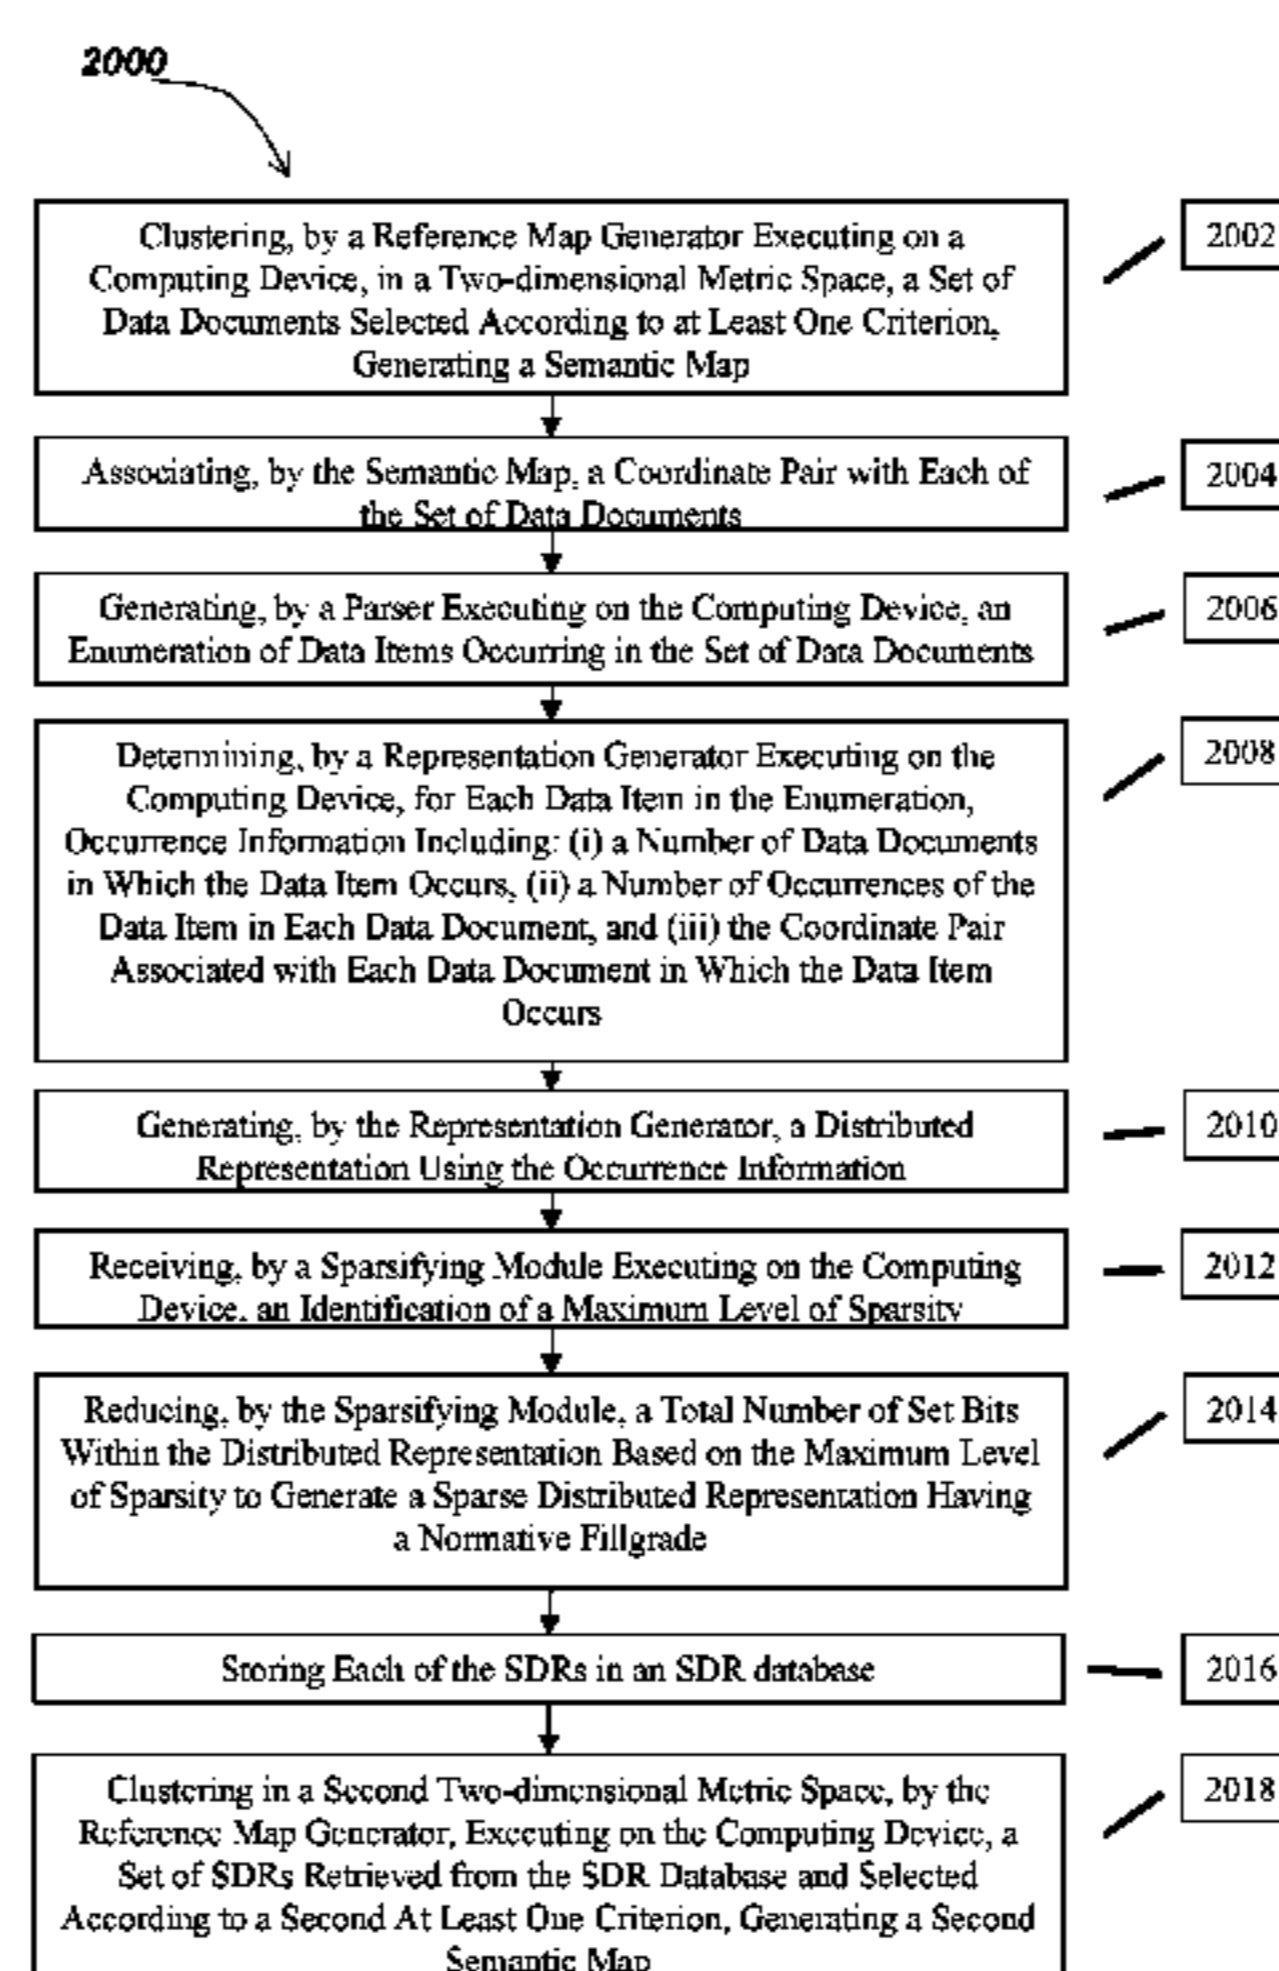 2000
Clustering, by a Reference Map Generator Executing on a
Computing Device, in a Two-dimensional Metric Space, a Set of
Data Documents Selected According to at Least One Criterion,
Generating a Semantic Map
2002
Associating, by the Semantic Map, a Coordinate Pair with Each of
the Set of Data Documents
2004
Generating, by a Parser Executing on the Computing Device, an
Enumeration of Data Items Occurring in the Set of Data Documents
2006
Determining, by a Representation Generator Executing on the
Computing Device, for Each Data Item in the Enumeration,
Occurrence Information Including: (i) a Number of Data Documents
in Which the Data Item Occurs, (ii) a Number of Occurrences of the
Data Item in Each Data Document, and (iii) the Coordinate Pair
Associated with Each Data Document in Which the Data Item
Occurs
2008
Generating, by the Representation Generator, a Distributed
Representation Using the Occurrence Information
2010
Receiving, by a Sparsifying Module Executing on the Computing
Device, an Identification of a Maximum Level of Sparsity
2012
Reducing, by the Sparsifying Module, a Total Number of Set Bits
Within the Distributed Representation Based on the Maximum Level
of Sparsity to Generate a Sparse Distributed Representation Having
a Normative Fillgrade
2014
Storing Each of the SDRs in an SDR database
2016
Clustering in a Second Two-dimensional Metric Space, by the
Reference Map Generator, Executing on the Computing Device, a
Set of SDRs Retrieved from the SDR Database and Selected
According to a Second At Least One Criterion, Generating a Second
Semantic Map
2018